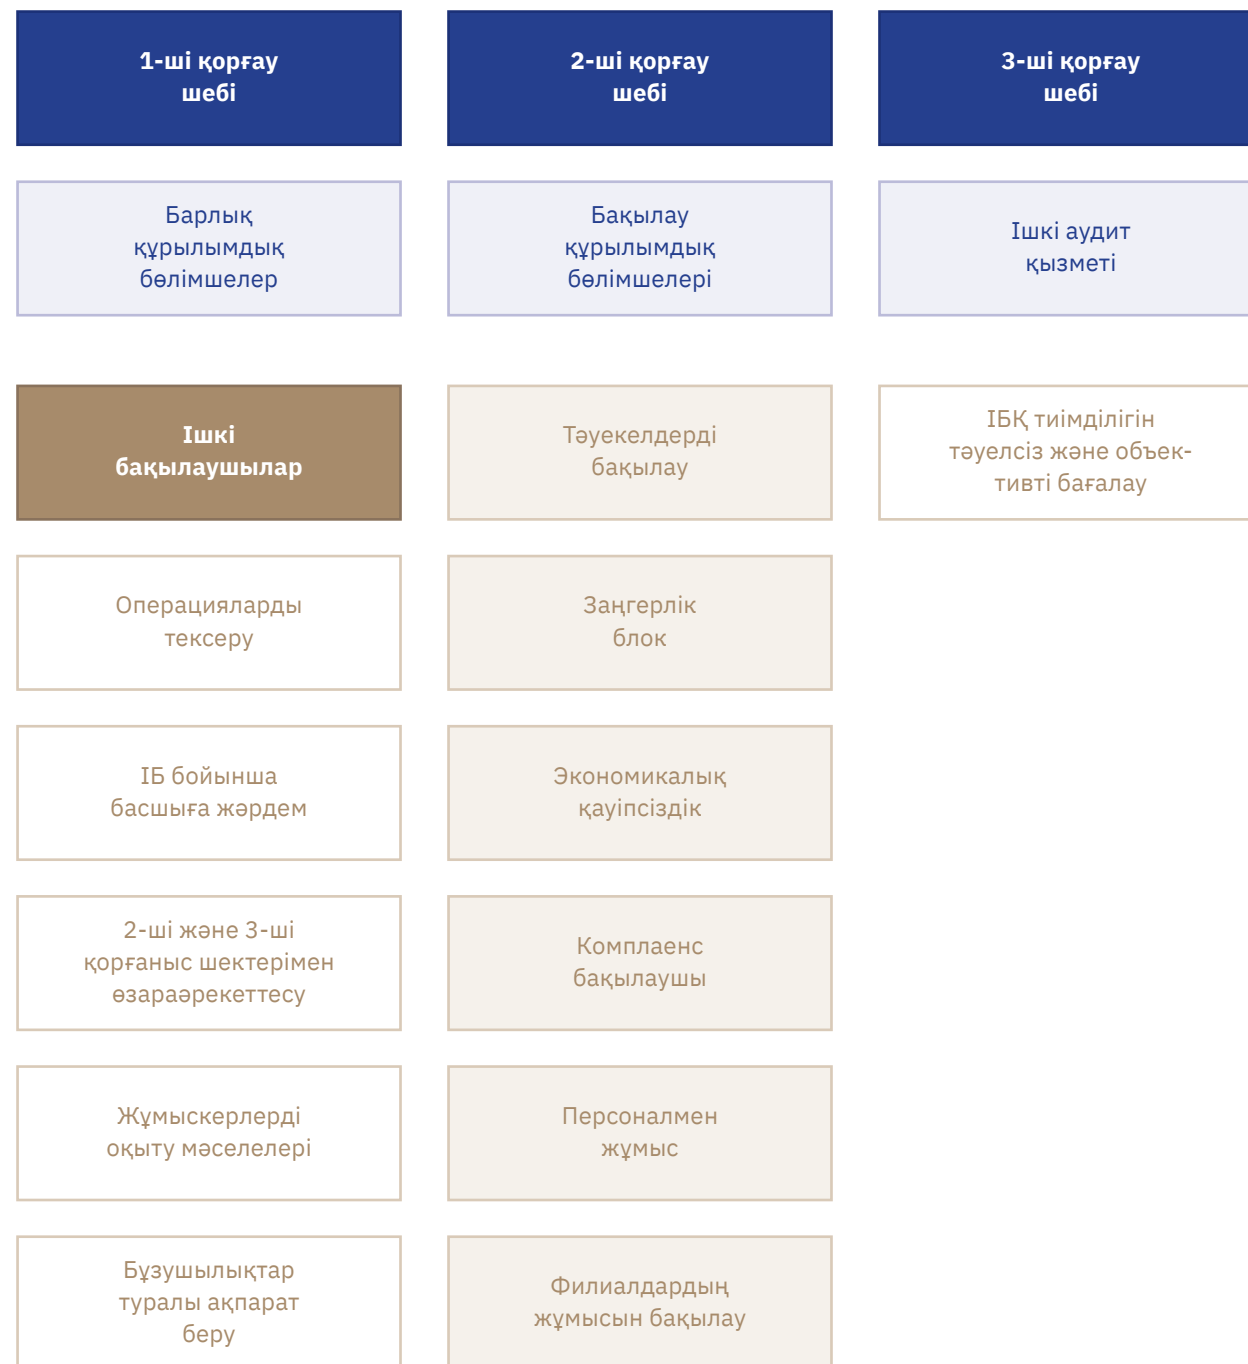 1-ші қорғау
шебі
2-ші қорғау
шебі
3-ші қорғау
шебі
Барлық
құрылымдық
бөлімшелер
Бақылау
құрылымдық
бөлімшелері
Ішкі аудит
қызметі
Ішкі
бақылаушылар
Тәуекелдерді
бақылау
ІБҚ тиімділігін
тәуелсіз және объек-
тивті бағалау
Операцияларды
тексеру
Заңгерлік
блок
ІБ бойынша
басшыға жәрдем
Экономикалық
қауіпсіздік
2-ші және 3-ші
қорғаныс шектерімен
өзараәрекеттесу
Комплаенс
бақылаушы
Жұмыскерлерді
оқыту мәселелері
Персоналмен
жұмыс
Бұзушылықтар
туралы ақпарат
беру
Филиалдардың
жұмысын бақылау